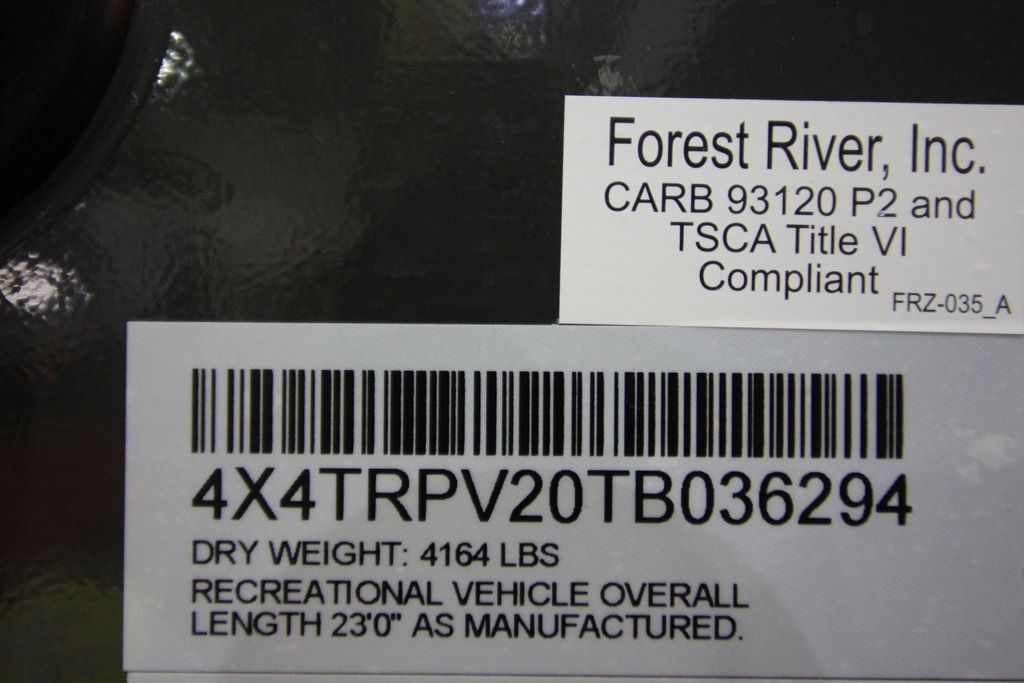 Forest River, Inc.
CARB 93120 P2 and
TSCA Title VI
Compliant
FRZ-035_A
4X4TRPV20TB036294
DRY WEIGHT: 4164 LBS
RECREATIONAL VEHICLE OVERALL
LENGTH 23'0" AS MANUFACTURED.